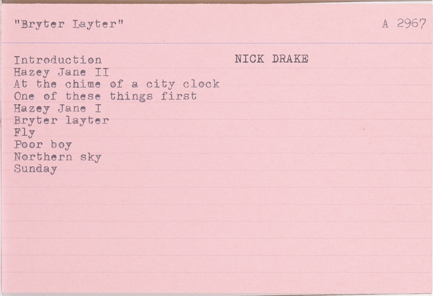 "Bryter Layter" A 2967
Introduction NICK DRAKE
Hazey Jane II
At the chime of a city clock
One of these things first
Hazey Jane I
Bryter layter
Fly
Poor boy
Northern sky
Sunday